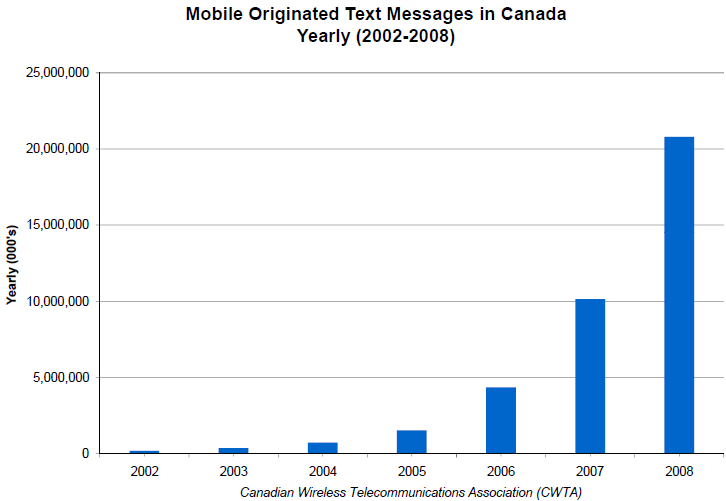 Mobile Originated Text Messages in Canada
Yearly (2002-2008)
25,000,000
20,000,000
15,000,000
10,000,000
5,000,000
0
Yearly (000's)
2002 2003 2004 2005 2006 2007 2008
Canadian Wireless Telecommunications Association (CWTA)